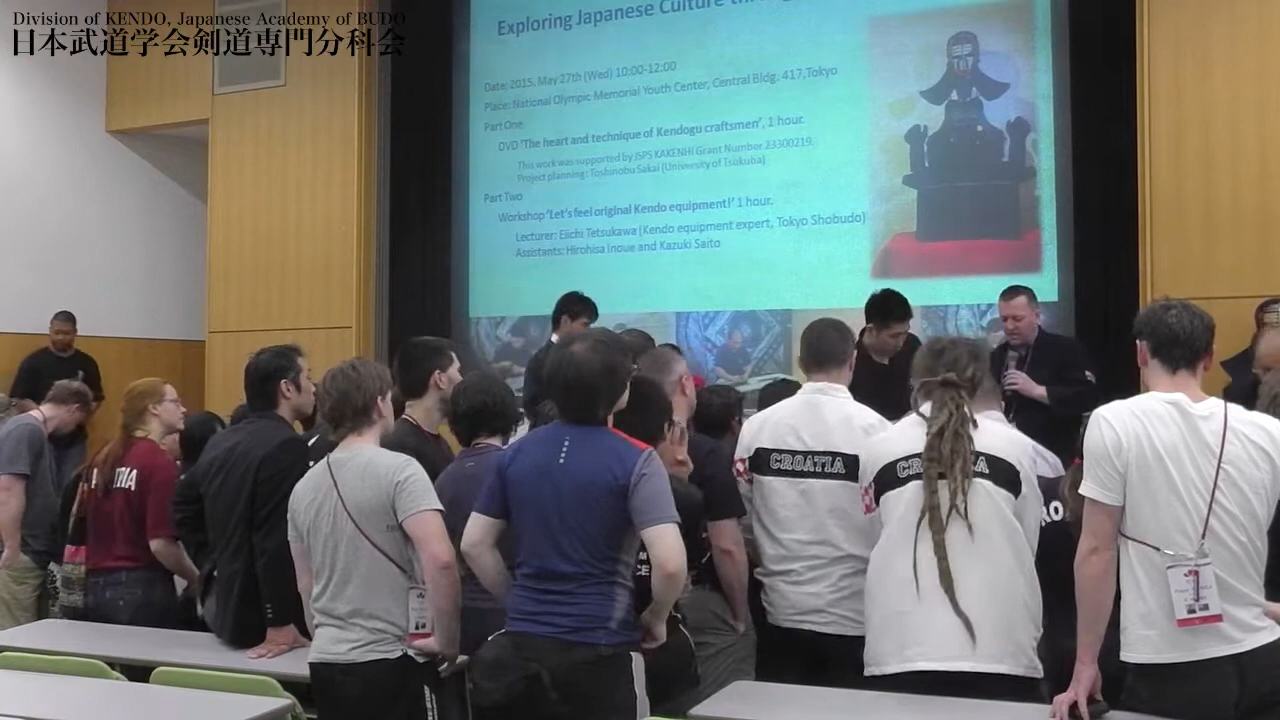 Division of KENDO, Japanese Academy of BUDO
日本武道学会剣道専門分科会
Exploring Japanese Culture
Date: 2015, May 27th (Wed) 10:00-12:00
Place: National Olympic Memorial Youth Center, Central Bldg. 417,Tokyo
Part One
DVD 'The heart and technique of Kendogu craftsmen', 1 hour.
This work was supported by JSPS KAKENHI Grant Number 23300219.
Project planning : Toshinobu Sakai (University of Tsukuba)
Part Two
Workshop 'Let's feel original Kendo equipment!' 1 hour.
Lecturer: Eiichi Tetsukawa (Kendo equipment expert, Tokyo Shobudo)
Assistants: Hirohisa Inoue and Kazuki Saito
CROATIA